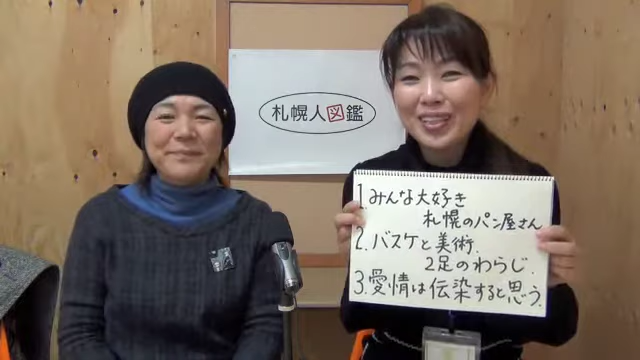 札幌人図鑑
1.みんな大好き
札幌のパン屋さん
2.バスケと美術.
2足のわらじ.
3.愛情は伝染すると思う.